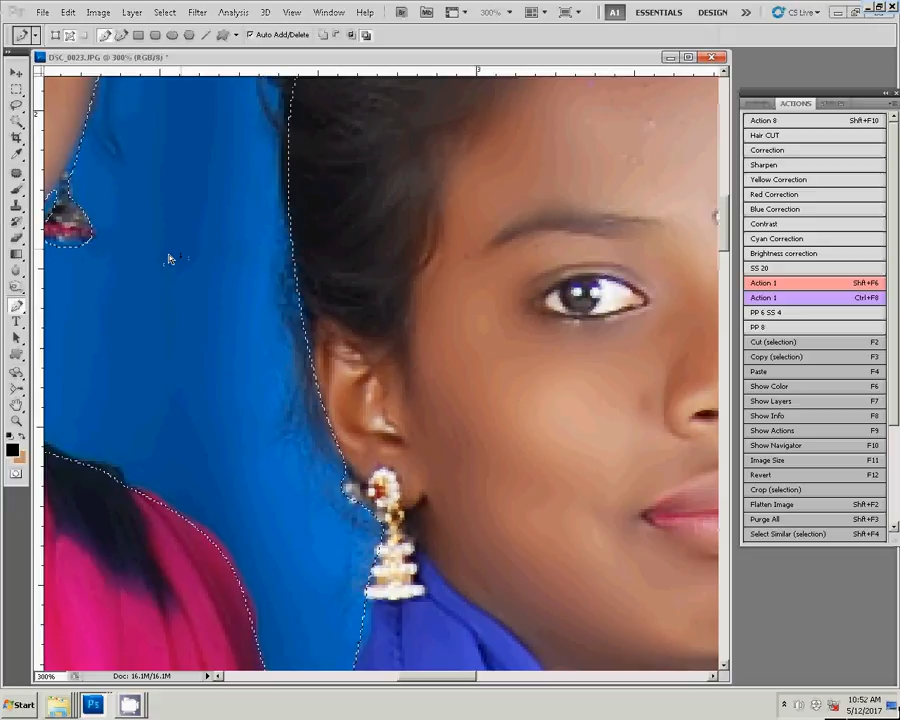 File Edit Image Layer Select Filter Analysis 3D View Window Help
300%
ESSENTIALS DESIGN CS Live
Auto Add/Delete
DSC_0023.JPG @ 300% (RGB/8) *
3
2
ACTIONS
Action 8 Shft+F10
Hair CUT
Correction
Sharpen
Yellow Correction
Red Correction
Blue Correction
Contrast
Cyan Correction
Brightness correction
SS 20
Action 1 Shft+F6
Action 1 Ctrl+F8
PP 6 SS 4
PP 8
Cut (selection) F2
Copy (selection) F3
Paste F4
Show Color F6
Show Layers F7
Show Info F8
Show Actions F9
Show Navigator F10
Image Size F11
Revert F12
Crop (selection)
Flatten Image Shft+F2
Purge All Shft+F3
Select Similar (selection) Shft+F4
300% Doc: 16.1M/16.1M
Start
10:52 AM
5/12/2017